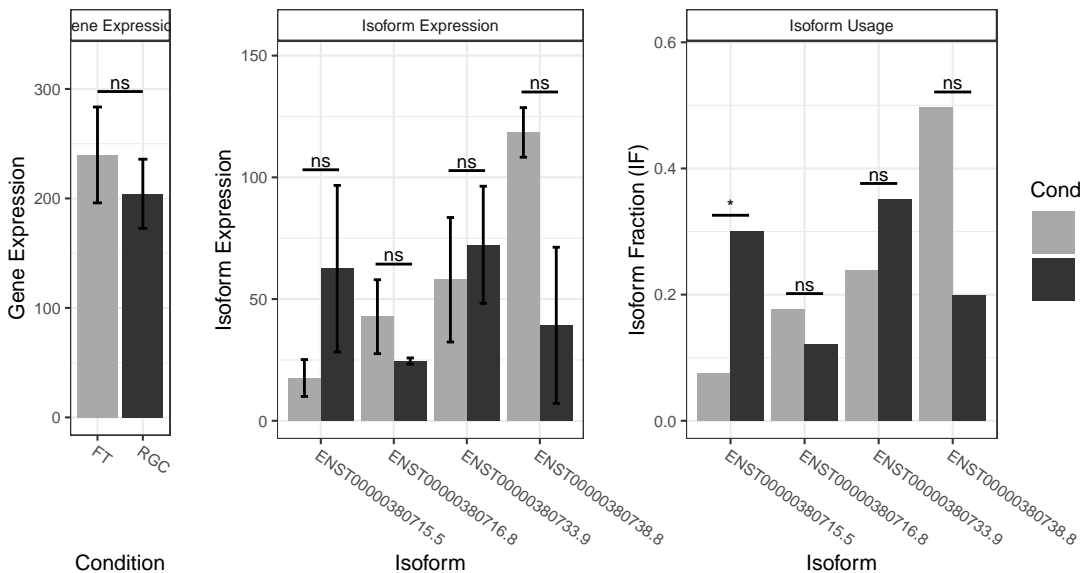 ene Expressio
Gene Expression
300
200
100
0
ns
FT
RGC
Condition
Isoform Expression
Isoform Expression
150
100
50
0
ns
ns
ns
ns
ENST00000380715.5
ENST00000380716.8
ENST00000380733.9
ENST00000380738.8
Isoform
Isoform Usage
Isoform Fraction (IF)
0.6
0.4
0.2
0.0
*
ns
ns
ns
ENST00000380715.5
ENST00000380716.8
ENST00000380733.9
ENST00000380738.8
Isoform
Cond